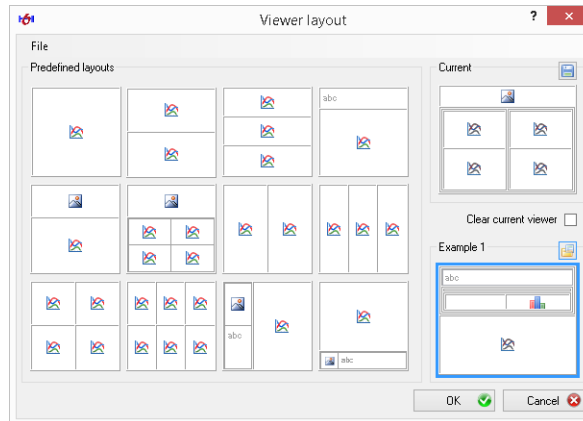 Viewer layout
?
File
Predefined layouts
Current
abc
Clear current viewer
Example 1
abc
abc
abc
OK
Cancel